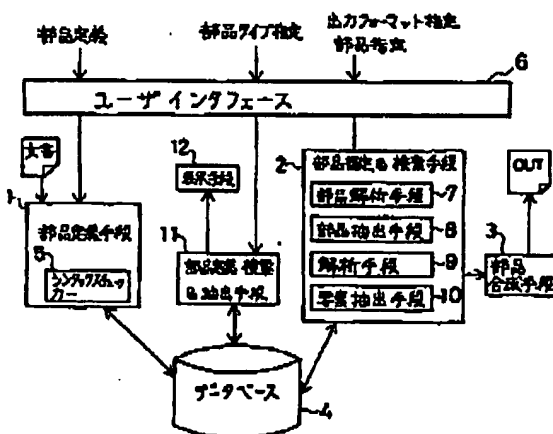 部品定義
部品タイプ指定
出力フォーマット指定
部品指定
6
ユーザインタフェース
文書
12
表示手段
2
部品指定&検索手段
部品解析手段
7
部品抽出手段
8
解析手段
9
要素抽出手段
10
OUT
1
部品定義手段
5
シンタックスチェッカー
11
部品定義検索
&抽出手段
3
部品
合成手段
データベース
4